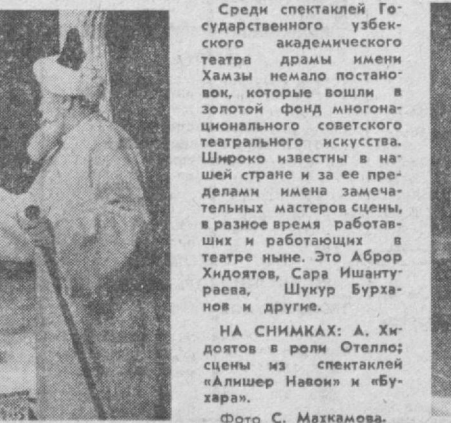 Среди спектаклей Го-
сударственного узбек-
ского академического
театра драмы имени
Хамзы немало постано-
вок, которые вошли в
золотой фонд многона-
ционального советского
театрального искусства.
Широко известны в на-
шей стране и за ее пре-
делами имена замеча-
тельных мастеров сцены,
в разное время работав-
ших и работающих в
театре ныне. Это Аброр
Хидоятов, Сара Ишанту-
раева, Шукур Бурха-
нов и другие.
НА СНИМКАХ: А. Хи-
доятов в роли Отелло;
сцены из спектаклей
«Алишер Навои» и «Бу-
хара».
Фото С. Махкамова.